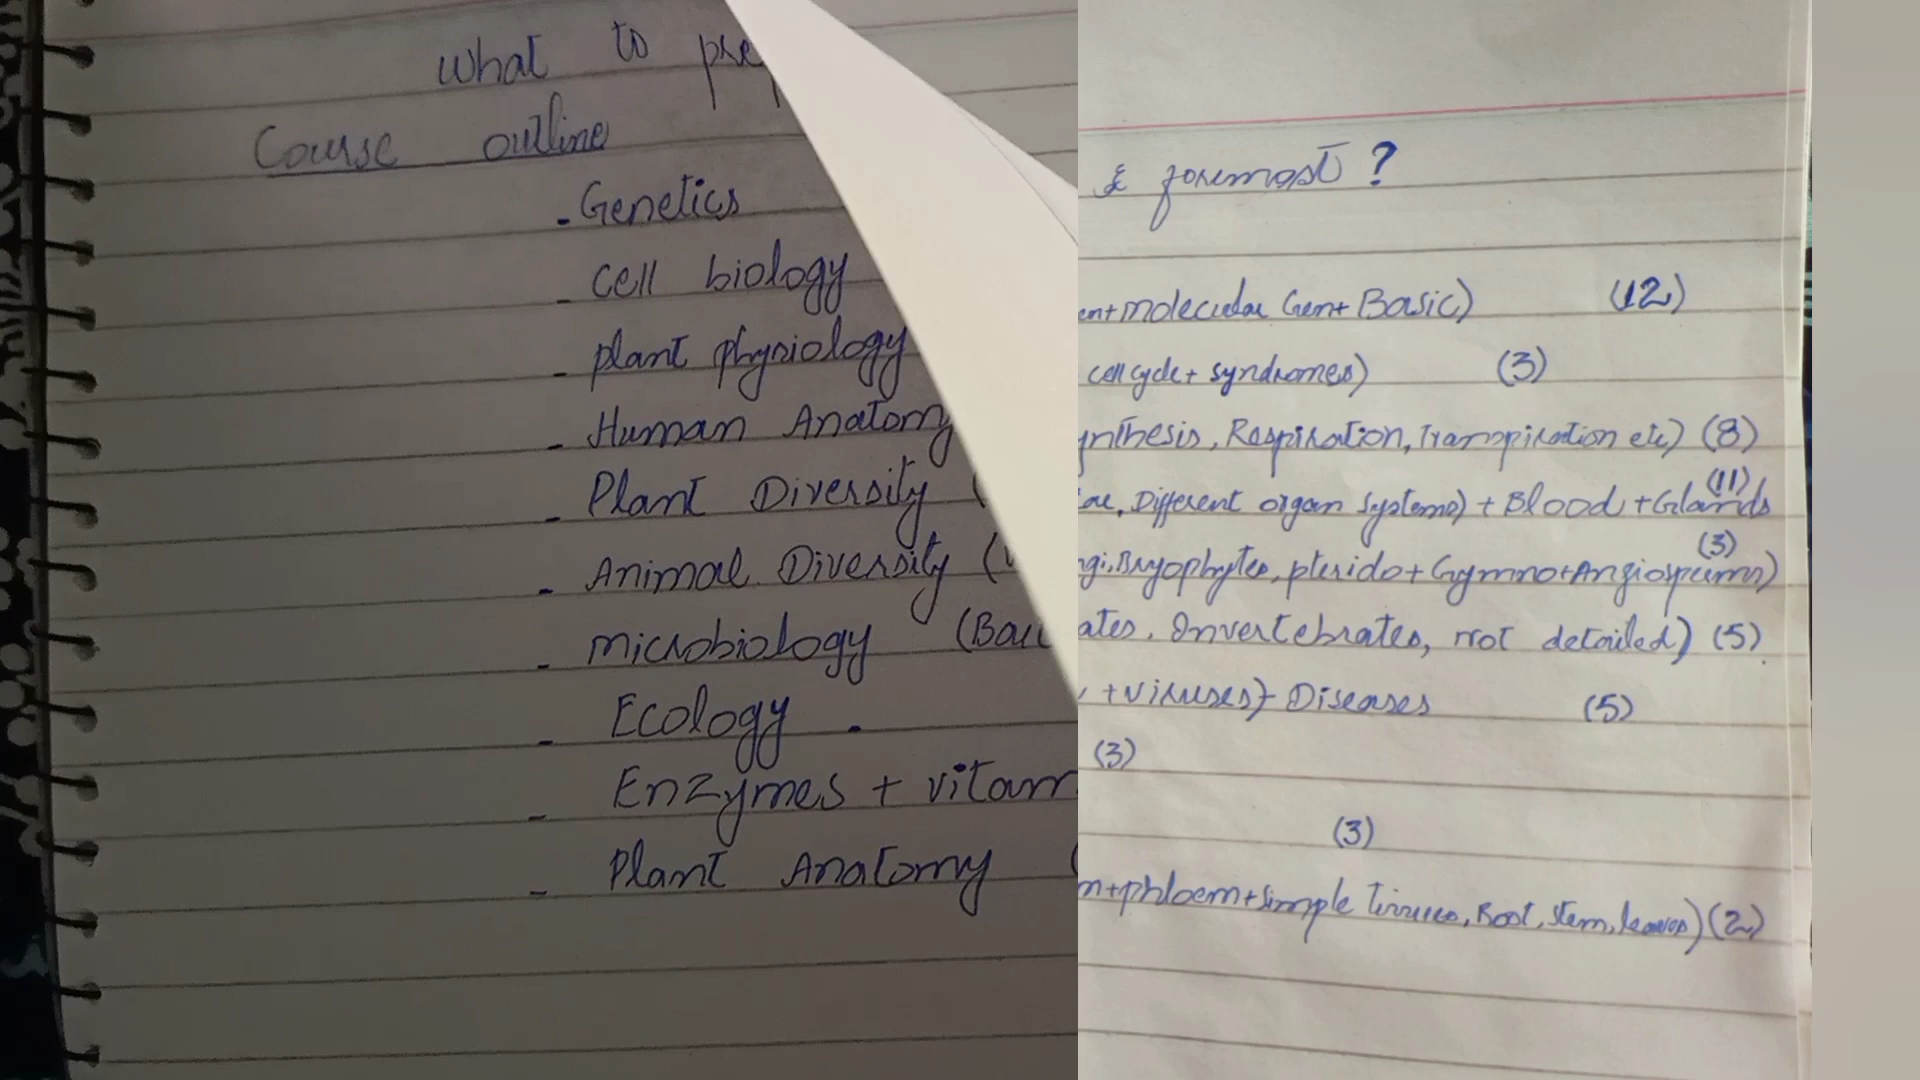 what to pre
& foremost ?
Course outline
- Genetics
en+molecular Gen+ Basic) (12)
- cell biology
cell cycle+ syndromes) (3)
- plant physiology
ynthesis, Respiration, Transpiration etc) (8)
- Human Anatomy
Different organ systems) + Blood + Glands (11)
- Plant Diversity (
ngi, Bryophytes, pterido+Gymno+Angiosperms) (3)
- Animal Diversity (
ates, Invertebrates, not detailed) (5)
- microbiology (Bac
+viruses)- Diseases (5)
- Ecology -
(3)
- Enzymes + vitam
(3)
- Plant Anatomy (
m+phloem+simple Tissues, Root, stem, leaves) (2)